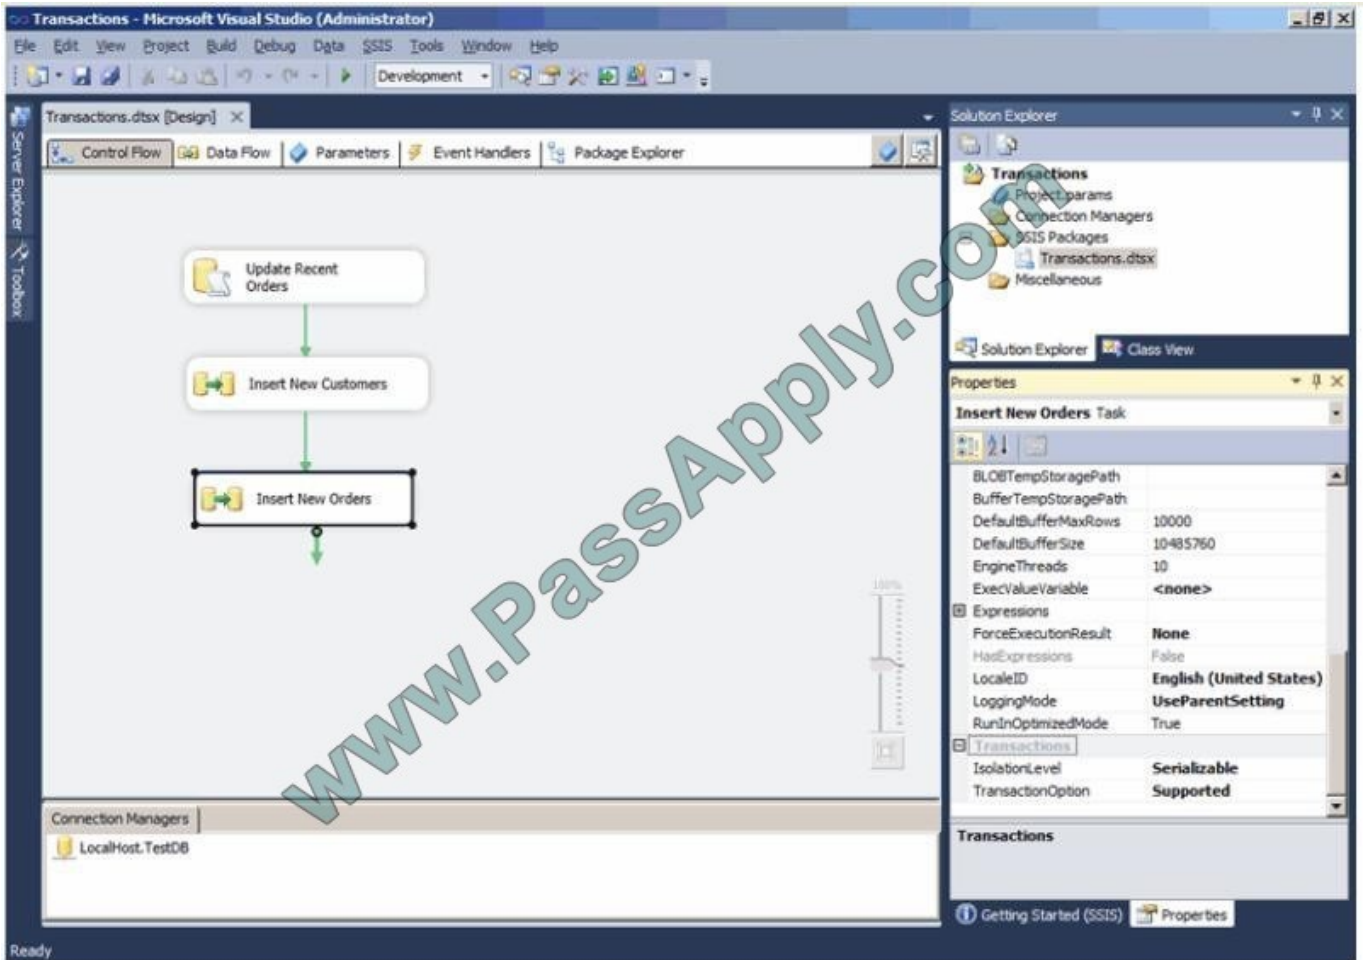 Transactions - Microsoft Visual Studio (Administrator)
File Edit View Project Build Debug Data SSIS Tools Window Help
Development
Server Explorer
Toolbox
Transactions.dtsx [Design]
Control Flow Data Flow Parameters Event Handlers Package Explorer
Update Recent
Orders
Insert New Customers
Insert New Orders
100%
Connection Managers
LocalHost.TestDB
Solution Explorer
Transactions
Project.params
Connection Managers
SSIS Packages
Transactions.dtsx
Miscellaneous
Solution Explorer Class View
Properties
Insert New Orders Task
BLOBTempStoragePath
BufferTempStoragePath
DefaultBufferMaxRows 10000
DefaultBufferSize 10485760
EngineThreads 10
ExecValueVariable <none>
Expressions
ForceExecutionResult None
HasExpressions False
LocaleID English (United States)
LoggingMode UseParentSetting
RunInOptimizedMode True
Transactions
IsolationLevel Serializable
TransactionOption Supported
Transactions
Getting Started (SSIS) Properties
Ready
www.PassApply.com